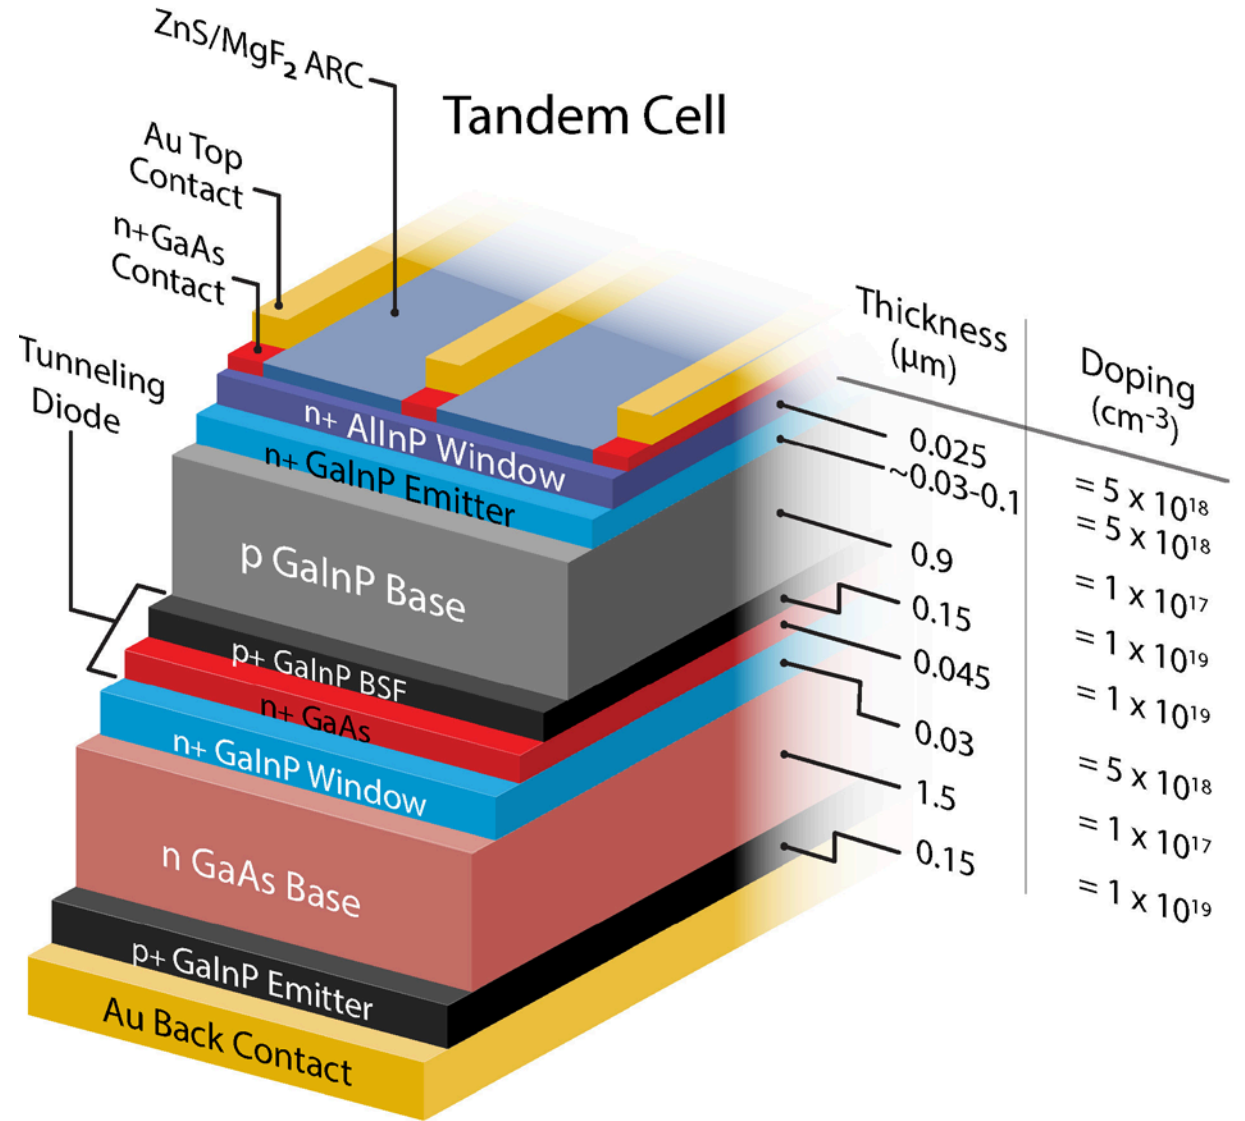 ZnS/MgF₂ ARC
Tandem Cell
Au Top
Contact
n+GaAs
Contact
Tunneling
Diode
n+ AlInP Window
n+ GaInP Emitter
p GaInP Base
p+ GaInP BSF
n+ GaAs
n+ GaInP Window
n GaAs Base
p+ GaInP Emitter
Au Back Contact
Thickness
(μm)
Doping
(cm⁻³)
0.025 = 5 x 10¹⁸
~0.03-0.1 = 5 x 10¹⁸
0.9 = 1 x 10¹⁷
0.15 = 1 x 10¹⁹
0.045 = 1 x 10¹⁹
0.03 = 5 x 10¹⁸
1.5 = 1 x 10¹⁷
0.15 = 1 x 10¹⁹